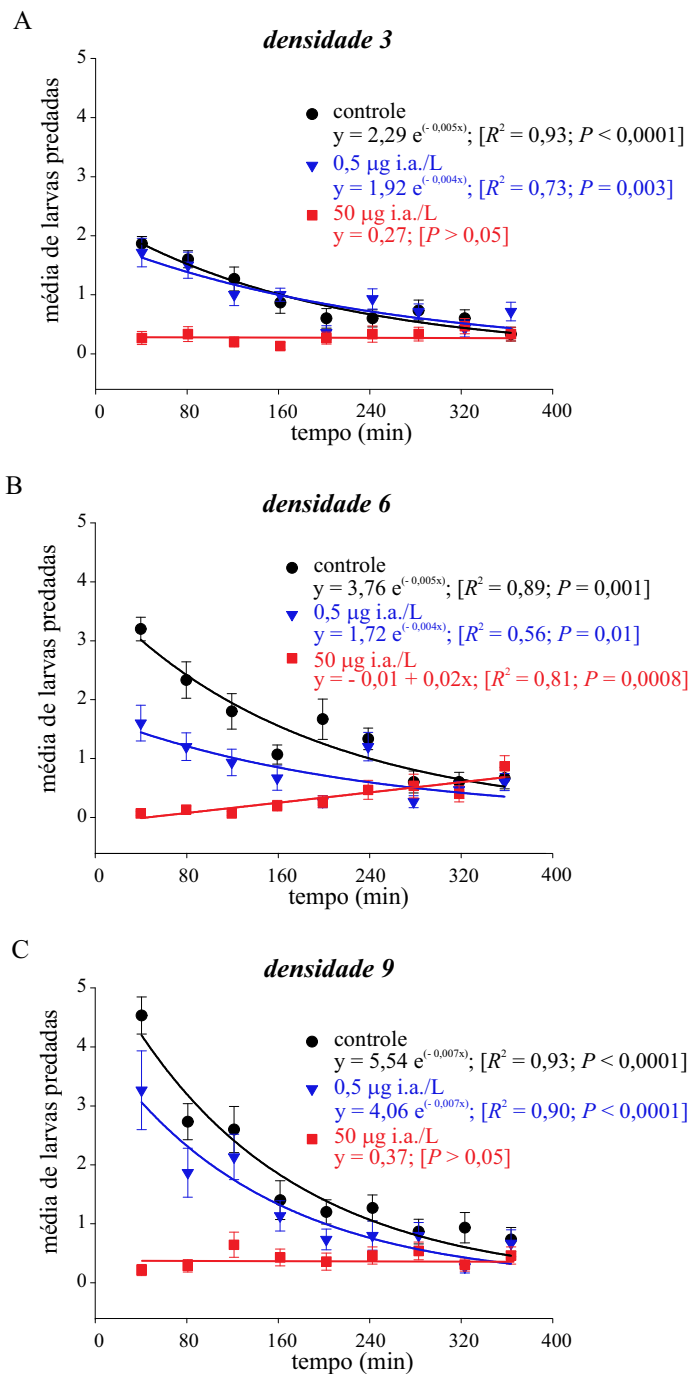 A
densidade 3
média de larvas predadas
5
4
3
2
1
0
controle
y = 2,29 e(- 0,005x); [R² = 0,93; P < 0,0001]
0,5 µg i.a./L
y = 1,92 e(- 0,004x); [R² = 0,73; P = 0,003]
50 µg i.a./L
y = 0,27; [P > 0,05]
0 80 160 240 320 400
tempo (min)
B
densidade 6
média de larvas predadas
5
4
3
2
1
0
controle
y = 3,76 e(- 0,005x); [R² = 0,89; P = 0,001]
0,5 µg i.a./L
y = 1,72 e(- 0,004x); [R² = 0,56; P = 0,01]
50 µg i.a./L
y = - 0,01 + 0,02x; [R² = 0,81; P = 0,0008]
0 80 160 240 320 400
tempo (min)
C
densidade 9
média de larvas predadas
5
4
3
2
1
0
controle
y = 5,54 e(- 0,007x); [R² = 0,93; P < 0,0001]
0,5 µg i.a./L
y = 4,06 e(- 0,007x); [R² = 0,90; P < 0,0001]
50 µg i.a./L
y = 0,37; [P > 0,05]
0 80 160 240 320 400
tempo (min)